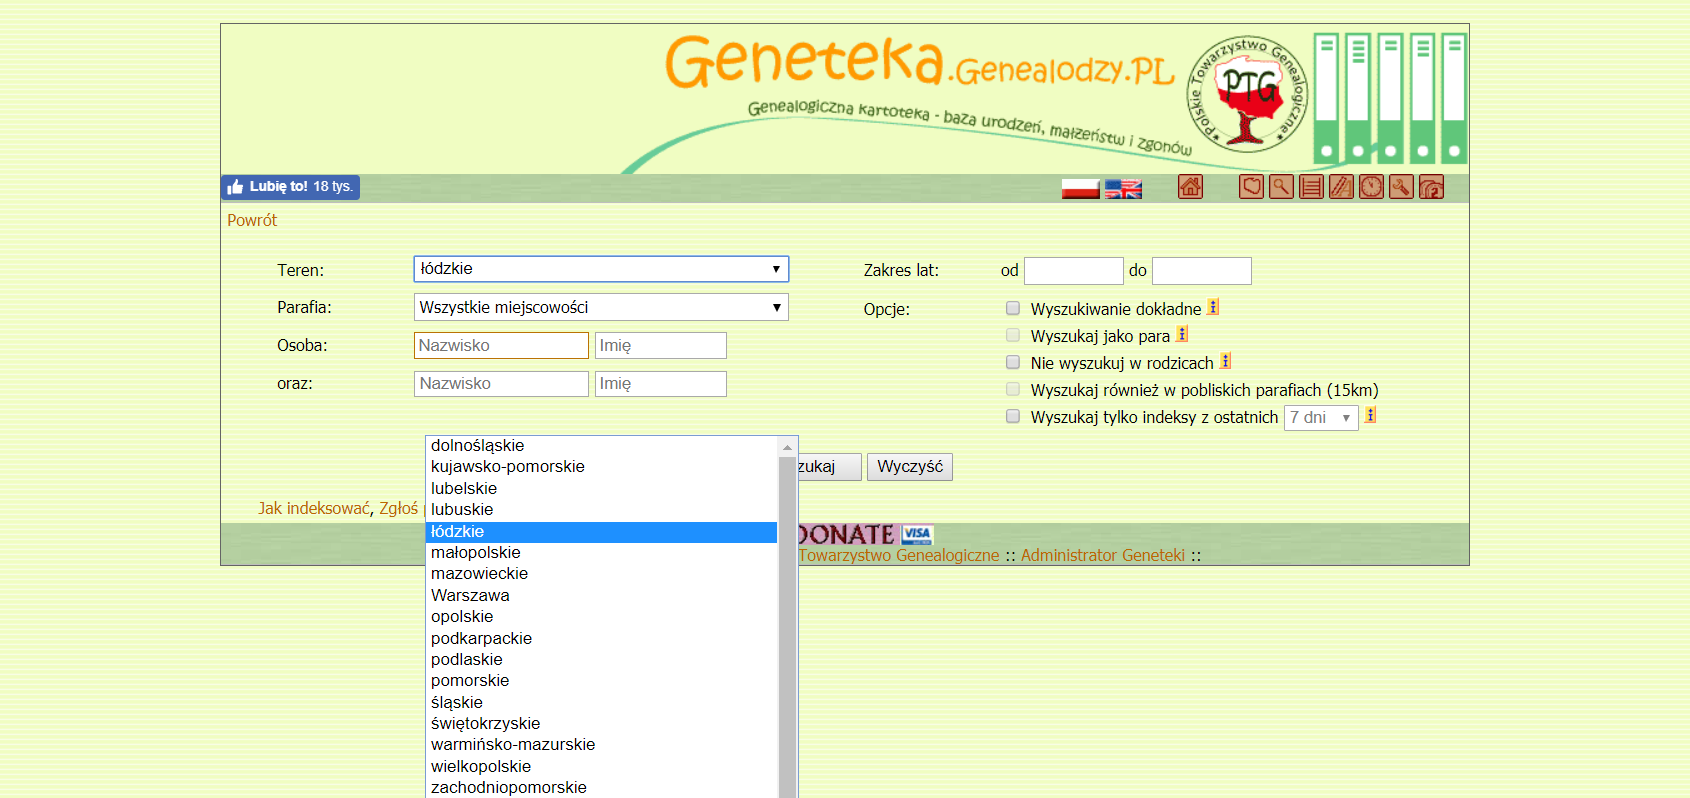 Geneteka.Genealodzy.PL
Genealogiczna kartoteka - baza urodzeń, małżeństw i zgonów
Polskie Towarzystwo Genealogiczne
PTG
Lubię to! 18 tys.
2
Powrót
Teren: łódzkie
Zakres lat: od do
Parafia: Wszystkie miejscowości
Opcje: Wyszukiwanie dokładne
Wyszukaj jako para
Osoba: Nazwisko Imię
Nie wyszukuj w rodzicach
oraz: Nazwisko Imię
Wyszukaj również w pobliskich parafiach (15km)
Wyszukaj tylko indeksy z ostatnich 7 dni
zukaj Wyczyść
Jak indeksować, Zgłoś
DONATE VISA
Towarzystwo Genealogiczne :: Administrator Geneteki ::
dolnośląskie
kujawsko-pomorskie
lubelskie
lubuskie
łódzkie
małopolskie
mazowieckie
Warszawa
opolskie
podkarpackie
podlaskie
pomorskie
śląskie
świętokrzyskie
warmińsko-mazurskie
wielkopolskie
zachodniopomorskie